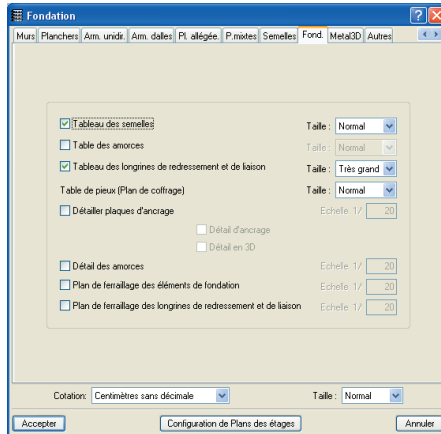 Fondation
Murs Planchers Arm. unidir. Arm. dalles Pl. allégée. P.mixtes Semelles Fond. Metal3D Autres
Tableau des semelles Taille : Normal
Table des amorces Taille : Normal
Tableau des longrines de redressement et de liaison Taille : Très grand
Table de pieux (Plan de coffrage) Taille : Normal
Détailler plaques d'ancrage Echelle 1/ 20
Détail d'ancrage
Détail en 3D
Détail des amorces Echelle 1/ 20
Plan de ferraillage des éléments de fondation Echelle 1/ 20
Plan de ferraillage des longrines de redressement et de liaison Echelle 1/ 20
Cotation: Centimètres sans décimale Taille : Normal
Accepter Configuration de Plans des étages Annuler